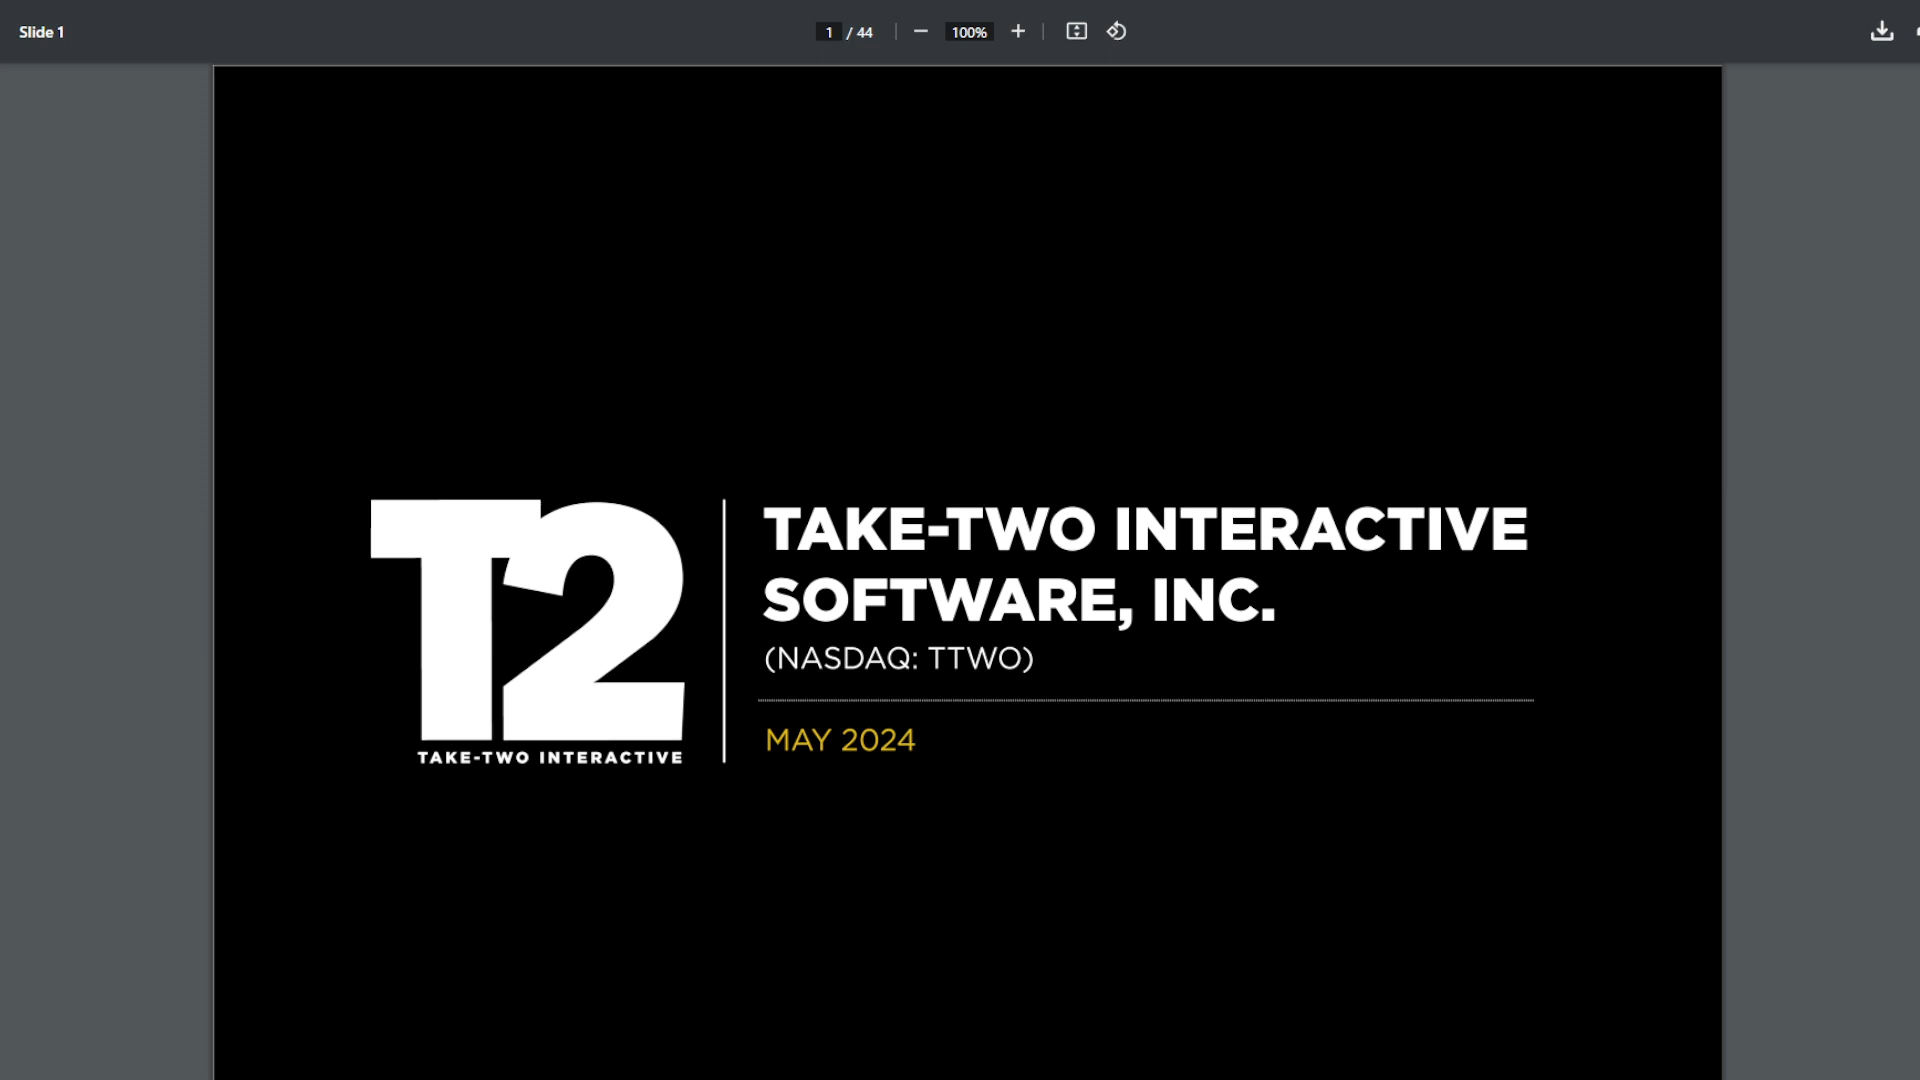 Slide 1
1 / 44
100%
T2
TAKE-TWO INTERACTIVE
TAKE-TWO INTERACTIVE
SOFTWARE, INC.
(NASDAQ: TTWO)
MAY 2024